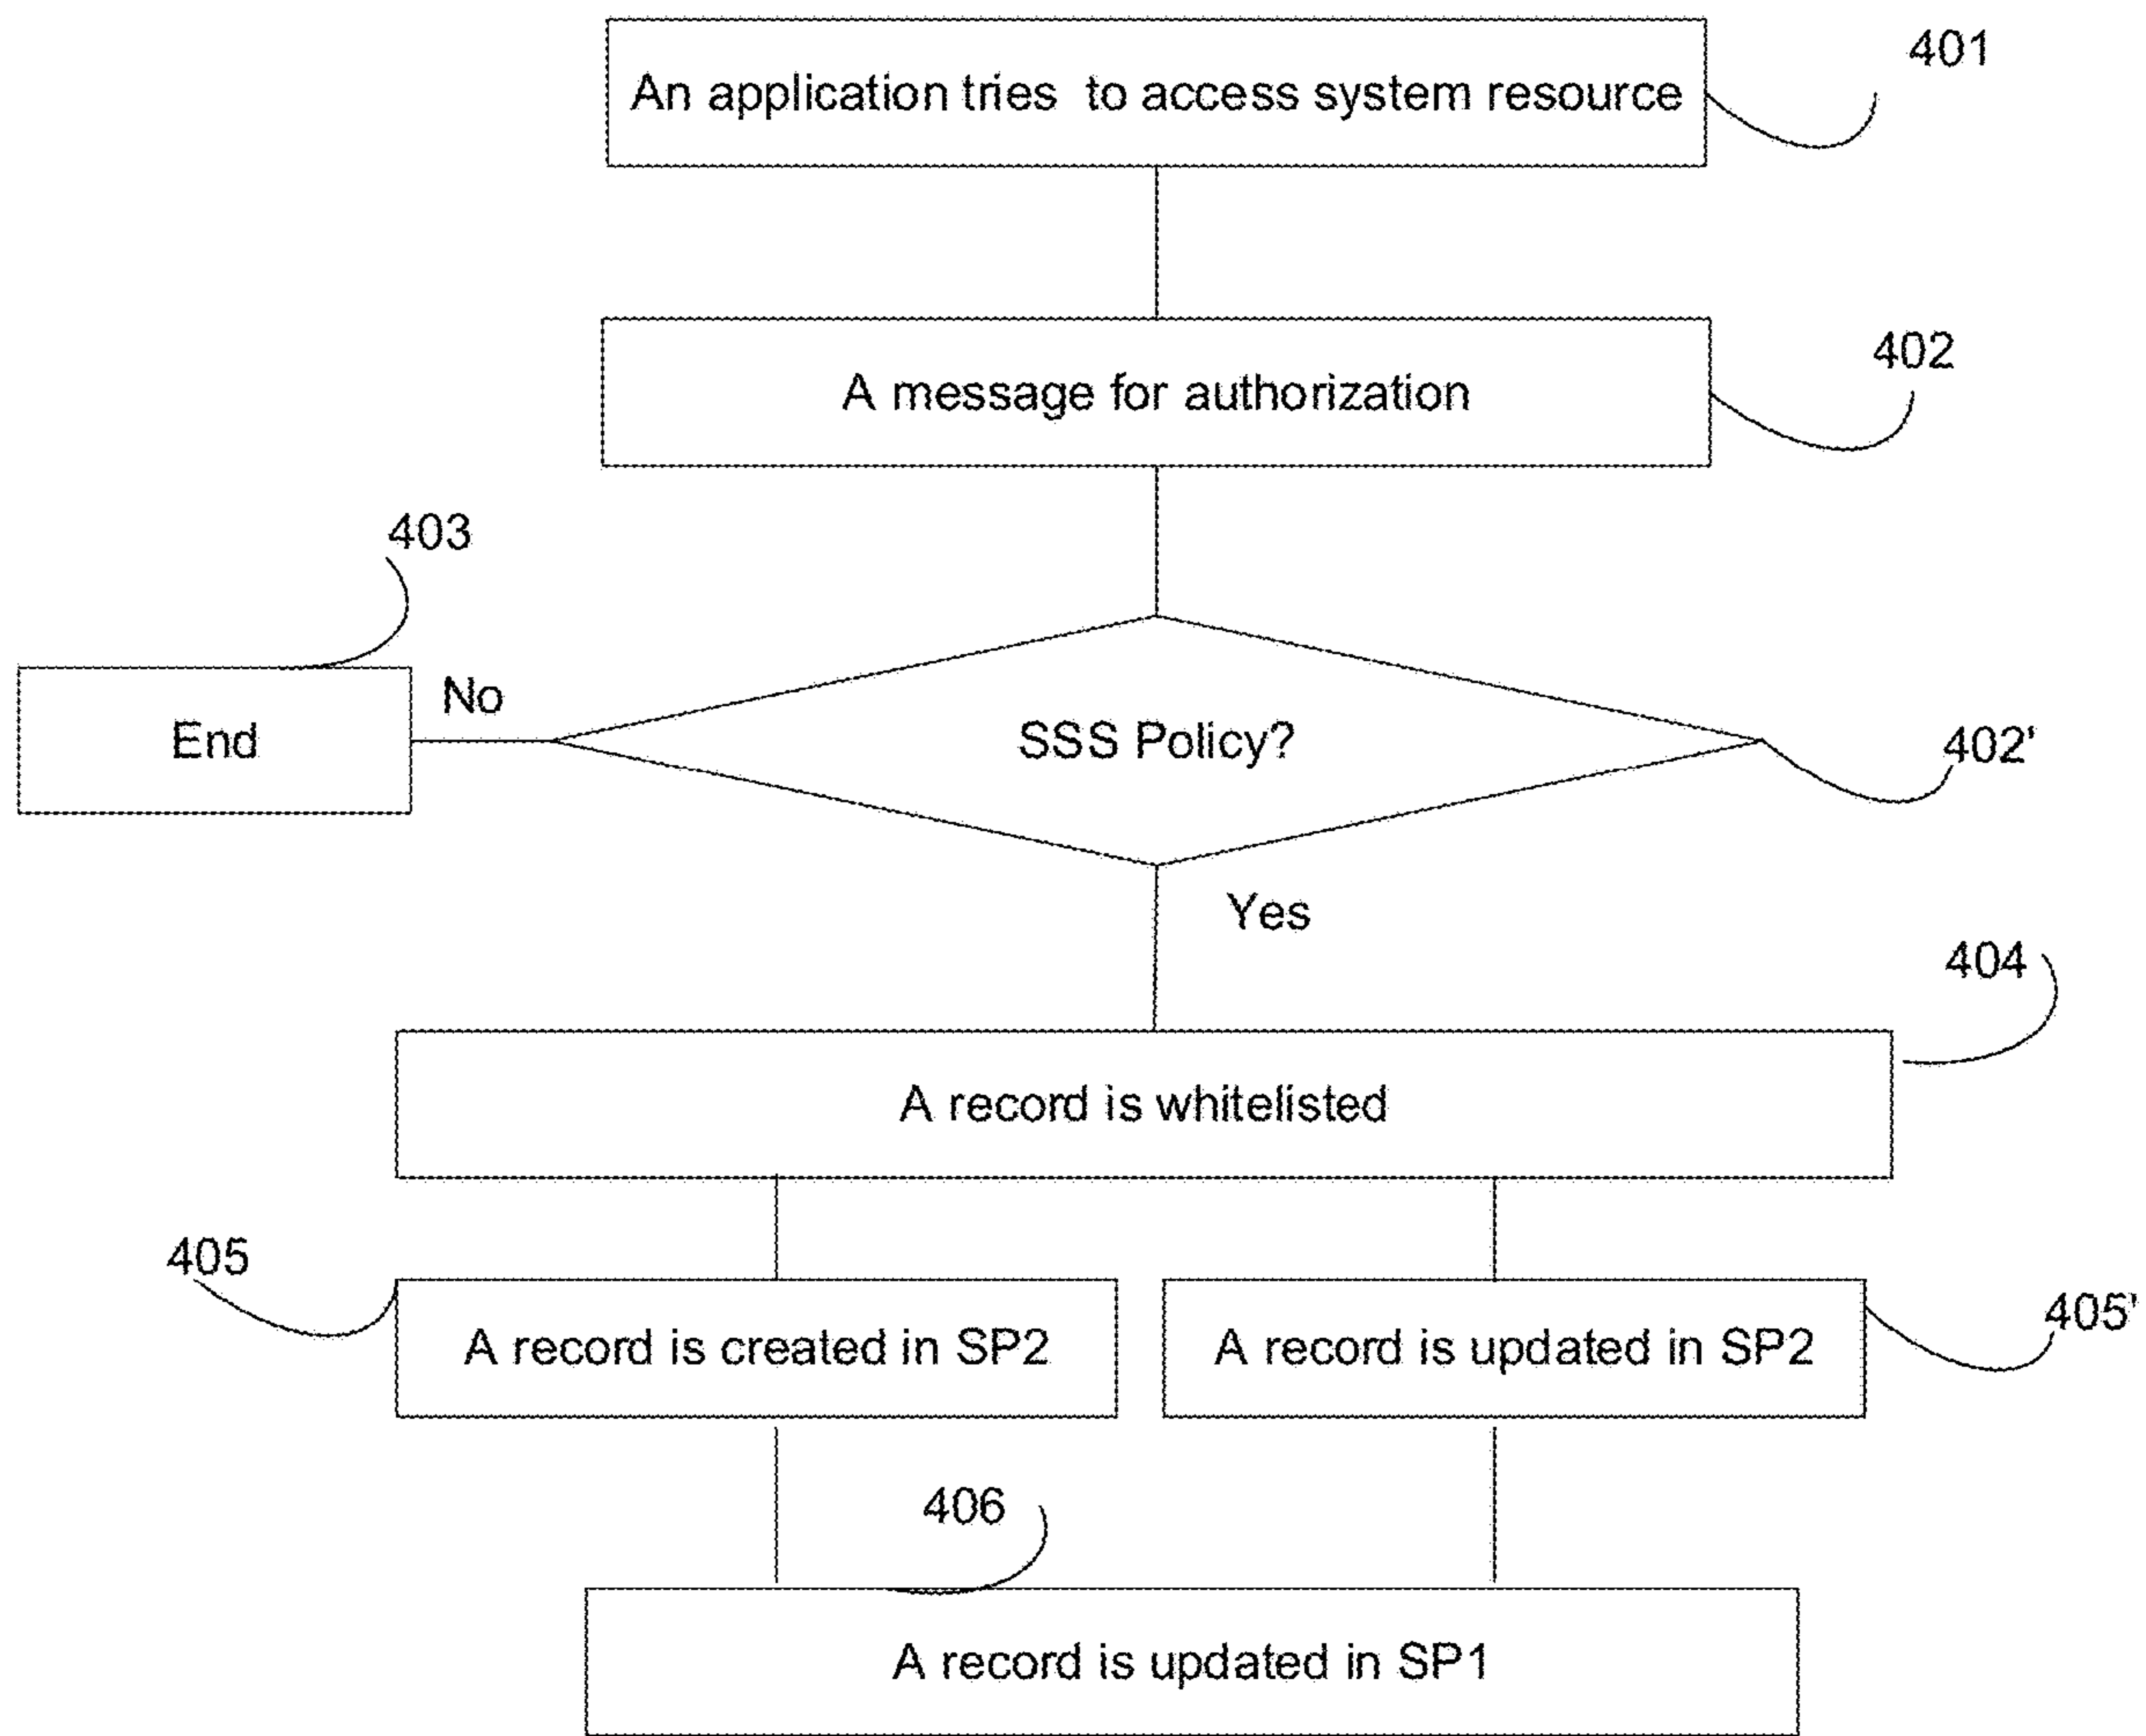 An application tries to access system resource
401
A message for authorization
402
403
End
No
SSS Policy?
402'
Yes
404
A record is whitelisted
405
A record is created in SP2
A record is updated in SP2
405'
406
A record is updated in SP1